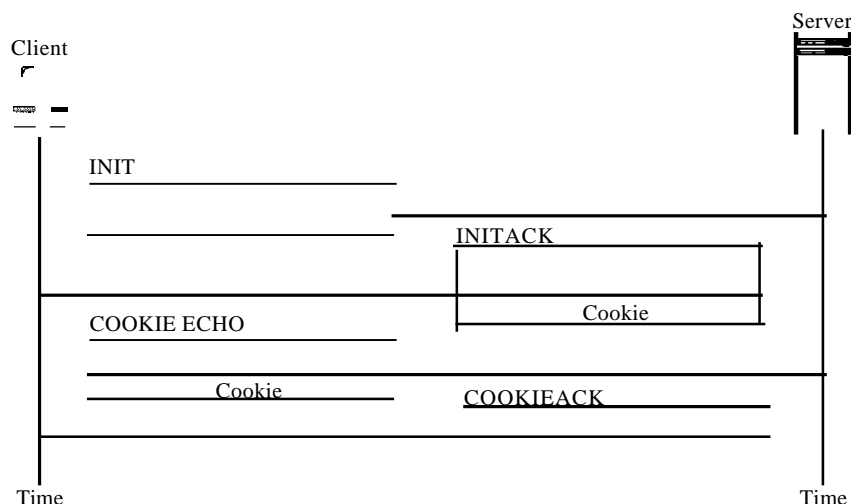 Server
Client
INIT
INITACK
Cookie
COOKIE ECHO
Cookie
COOKIEACK
Time
Time